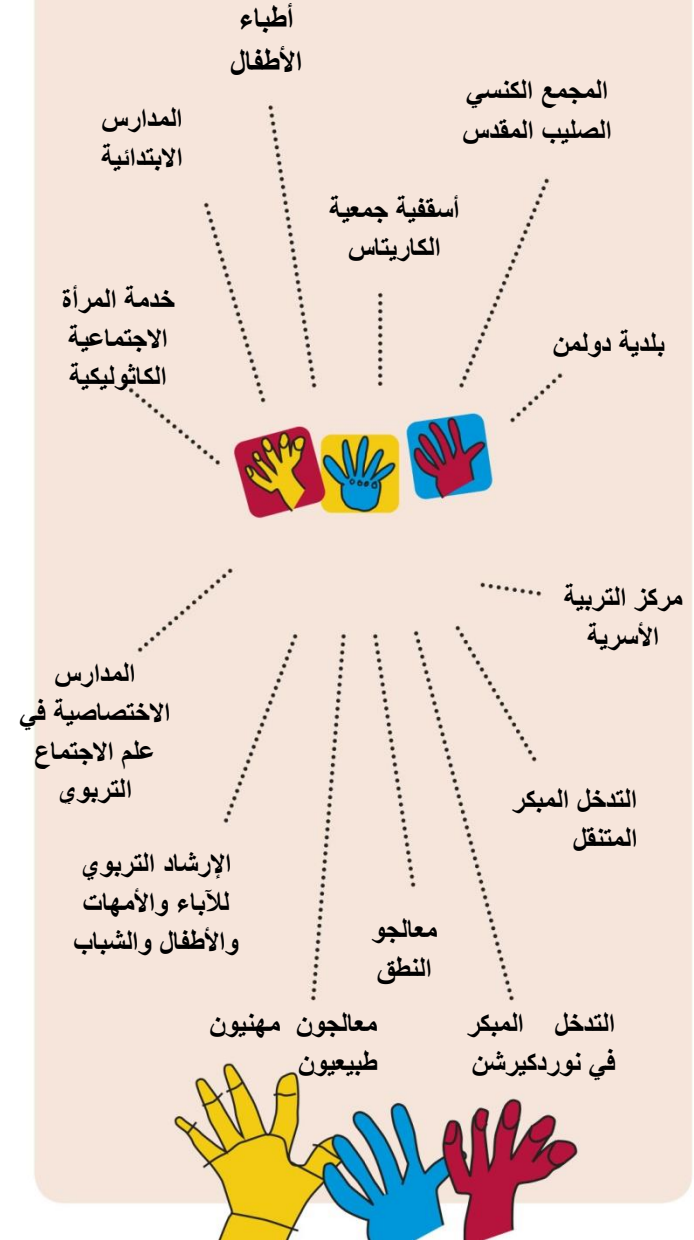 أطباء
الأطفال
المجمع الكنسي
الصليب المقدس
المدارس
الابتدائية
أسقفية جمعية
الكاريتاس
خدمة المرأة
الاجتماعية
الكاثوليكية
بلدية دولمن
مركز التربية
الأسرية
المدارس
الاختصاصية في
علم الاجتماع
التربوي
التدخل المبكر
المتنقل
الإرشاد التربوي
للآباء والأمهات
والأطفال والشباب
معالجو
النطق
معالجون مهنيون
طبيعيون
التدخل المبكر
في نوردكيرشن